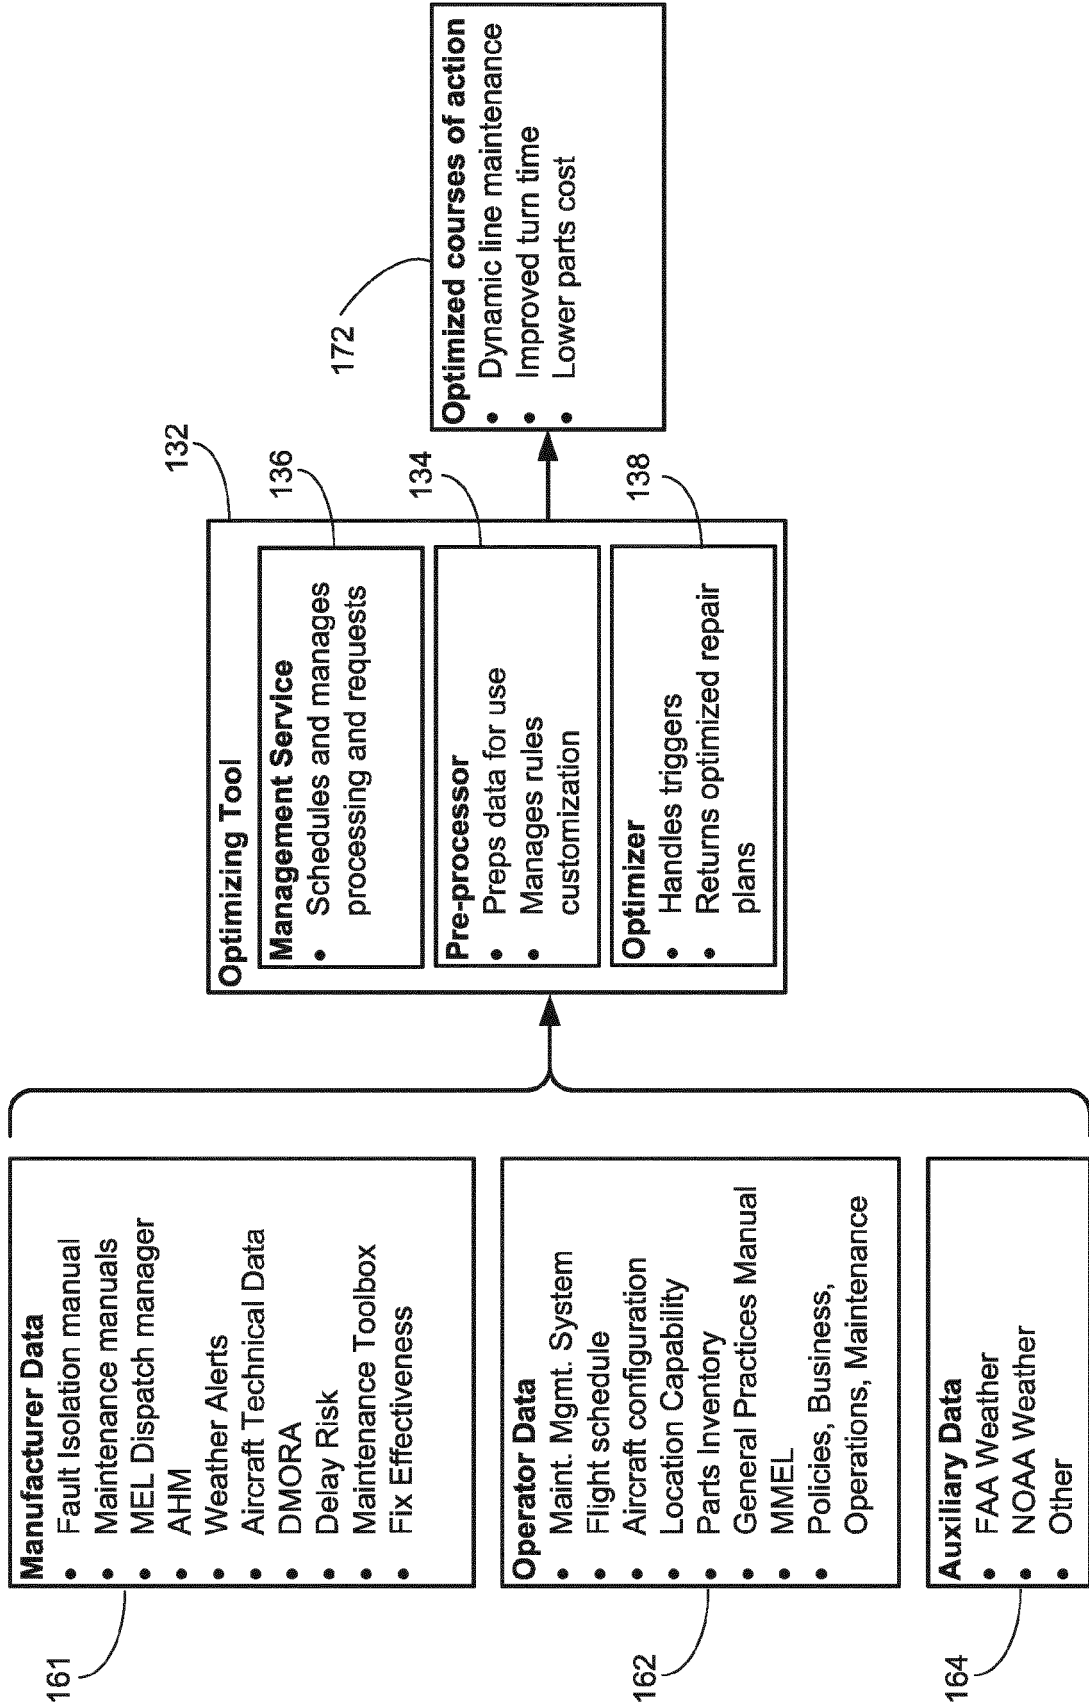 Manufacturer Data
• Fault Isolation manual
• Maintenance manuals
• MEL Dispatch manager
• AHM
• Weather Alerts
• Aircraft Technical Data
• DMORA
• Delay Risk
• Maintenance Toolbox
• Fix Effectiveness
161
Operator Data
• Maint. Mgmt. System
• Flight schedule
• Aircraft configuration
• Location Capability
• Parts Inventory
• General Practices Manual
• MMEL
• Policies, Business,
Operations, Maintenance
162
Auxiliary Data
• FAA Weather
• NOAA Weather
• Other
164
Optimizing Tool
132
Management Service
• Schedules and manages
processing and requests
136
Pre-processor
• Preps data for use
• Manages rules
customization
134
Optimizer
• Handles triggers
• Returns optimized repair
plans
138
Optimized courses of action
• Dynamic line maintenance
• Improved turn time
• Lower parts cost
172